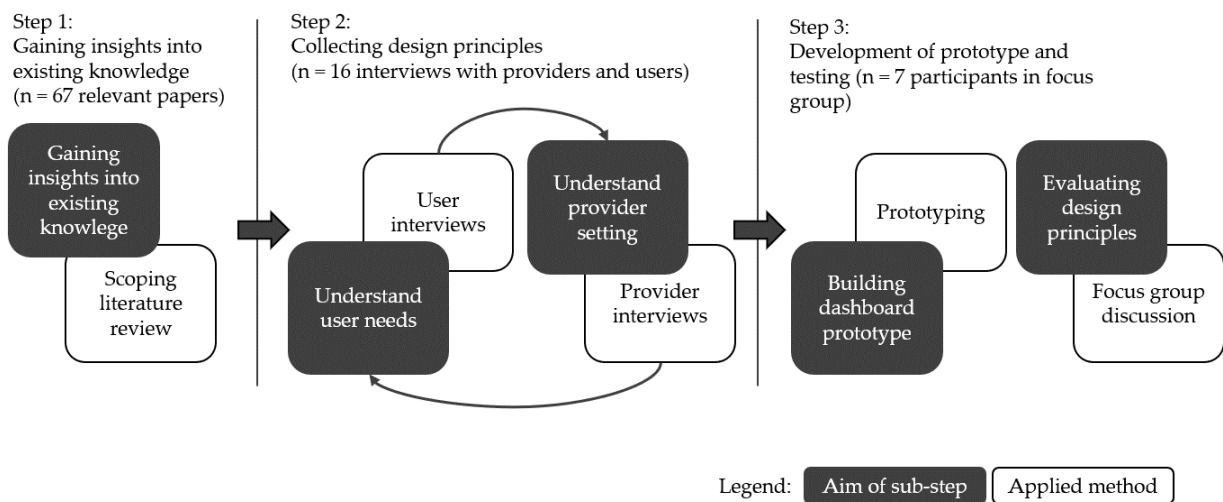 Step 1:
Gaining insights into
existing knowledge
(n = 67 relevant papers)
Gaining
insights into
existing
knowlege
Scoping
literature
review
Step 2:
Collecting design principles
(n = 16 interviews with providers and users)
User
interviews
Understand
user needs
Understand
provider
setting
Provider
interviews
Step 3:
Development of prototype and
testing (n = 7 participants in focus
group)
Prototyping
Building
dashboard
prototype
Evaluating
design
principles
Focus group
discussion
Legend:
Aim of sub-step
Applied method